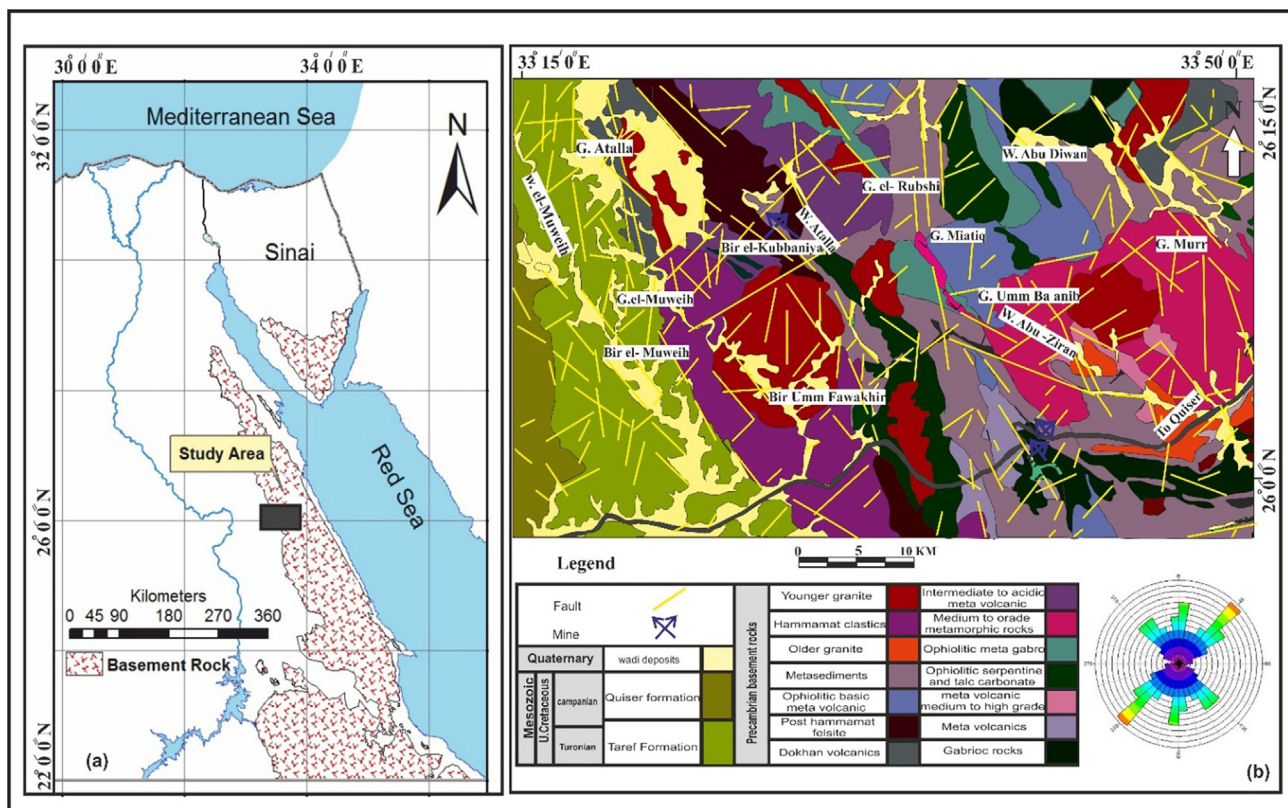 30°0'0"E
34°0'0"E
Mediterranean Sea
32°0'0"N
N
Sinai
Study Area
Red Sea
26°0'0"N
Kilometers
0 45 90 180 270 360
Basement Rock
22°0'0"N
(a)
33°15'0"E
33°50'0"E
26°15'0"N
N
G. Atalla
W. Abu Diwan
w. el-Muweih
G. el- Rubshi
W. Atalla
Bir el-Kubbaniya
G. Miatiq
G. Murr
G.el-Muweih
G. Umm Ba anib
W. Abu -Ziran
Bir el- Muweih
Bir Umm Fawakhir
To Quiser
26°0'0"N
0 5 10 KM
Legend
Fault
Mine
Quaternary
wadi deposits
Mesozoic
U.Cretaceous
campanian
Quiser formation
Turonian
Taref Formation
Precambrian basement rocks
Younger granite
Intermediate to acidic
meta volcanic
Hammamat clastics
Medium to orade
metamorphic rocks
Older granite
Ophiolitic meta gabro
Metasediments
Ophiolitic serpentine
and talc carbonate
Ophiolitic basic
meta volcanic
meta volcanic
medium to high grade
Post hammamat
felsite
Meta volcanics
Dokhan volcanics
Gabrioc rocks
(b)